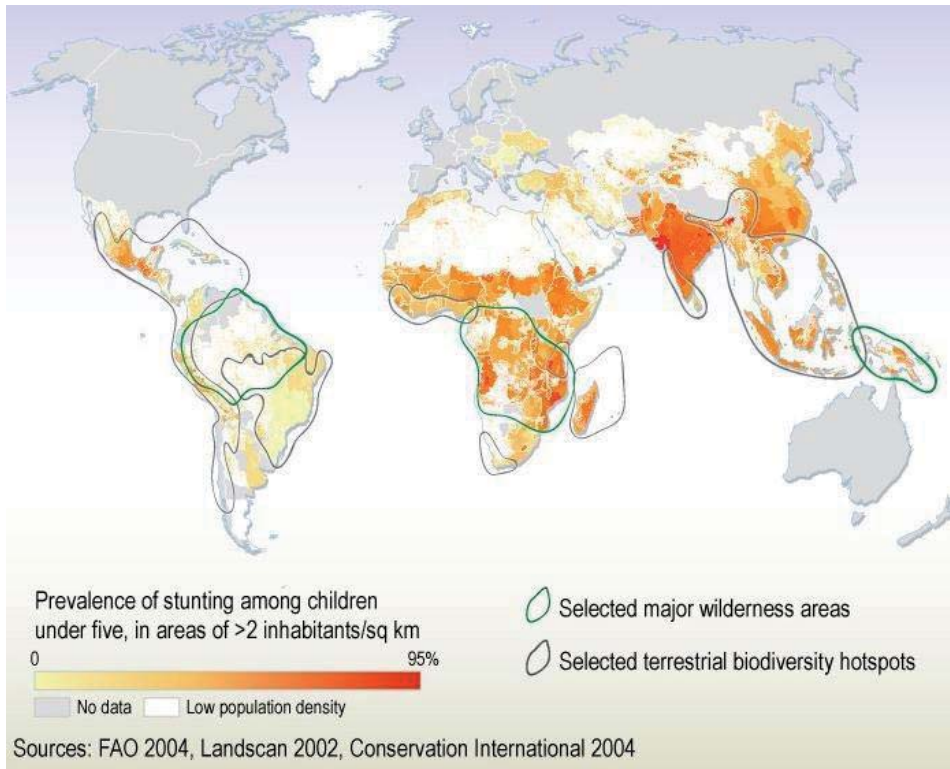 Prevalence of stunting among children
under five, in areas of >2 inhabitants/sq km
0 95%
No data Low population density
Selected major wilderness areas
Selected terrestrial biodiversity hotspots
Sources: FAO 2004, Landscan 2002, Conservation International 2004